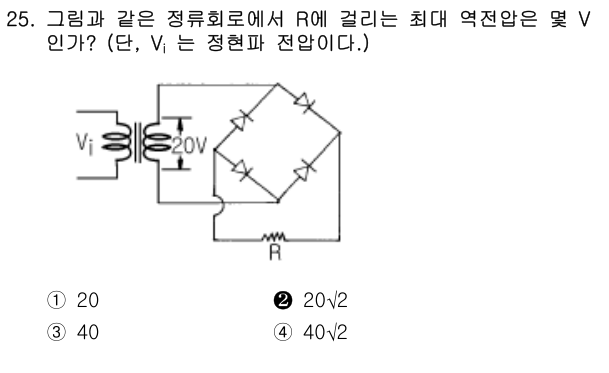 25. 그림과 같은 정류회로에서 R에 걸리는 최대 역전압은 몇 V
인가? (단, Vi 는 정현파 전압이다.)
Vi
20V
R
① 20
❷ 20√2
③ 40
④ 40√2